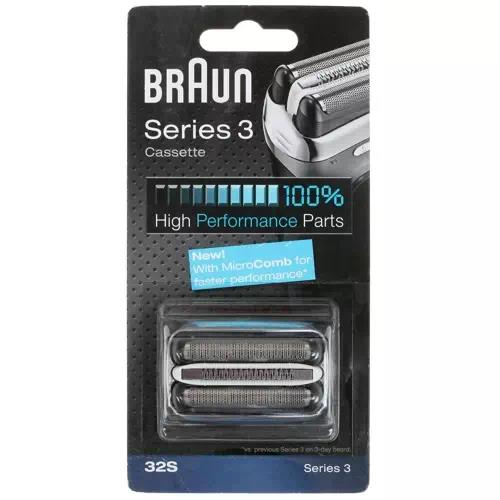 BRAUN
Series 3
Cassette
100%
High Performance Parts
New!
With MicroComb for
faster performance*
*vs. previous Series 3 on 3-day beard.
32S
Series 3